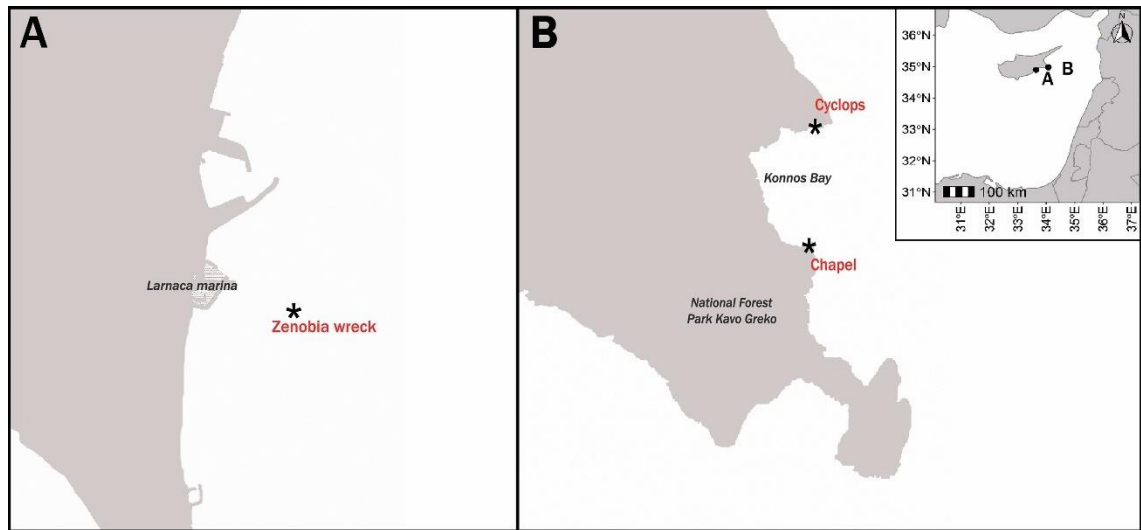 A
Larnaca marina
*
Zenobia wreck
B
Cyclops
*
Konnos Bay
*
Chapel
National Forest
Park Kavo Greko
N
36°N
35°N
34°N
33°N
32°N
31°N
B
A
100 km
31°E
32°E
33°E
34°E
35°E
36°E
37°E